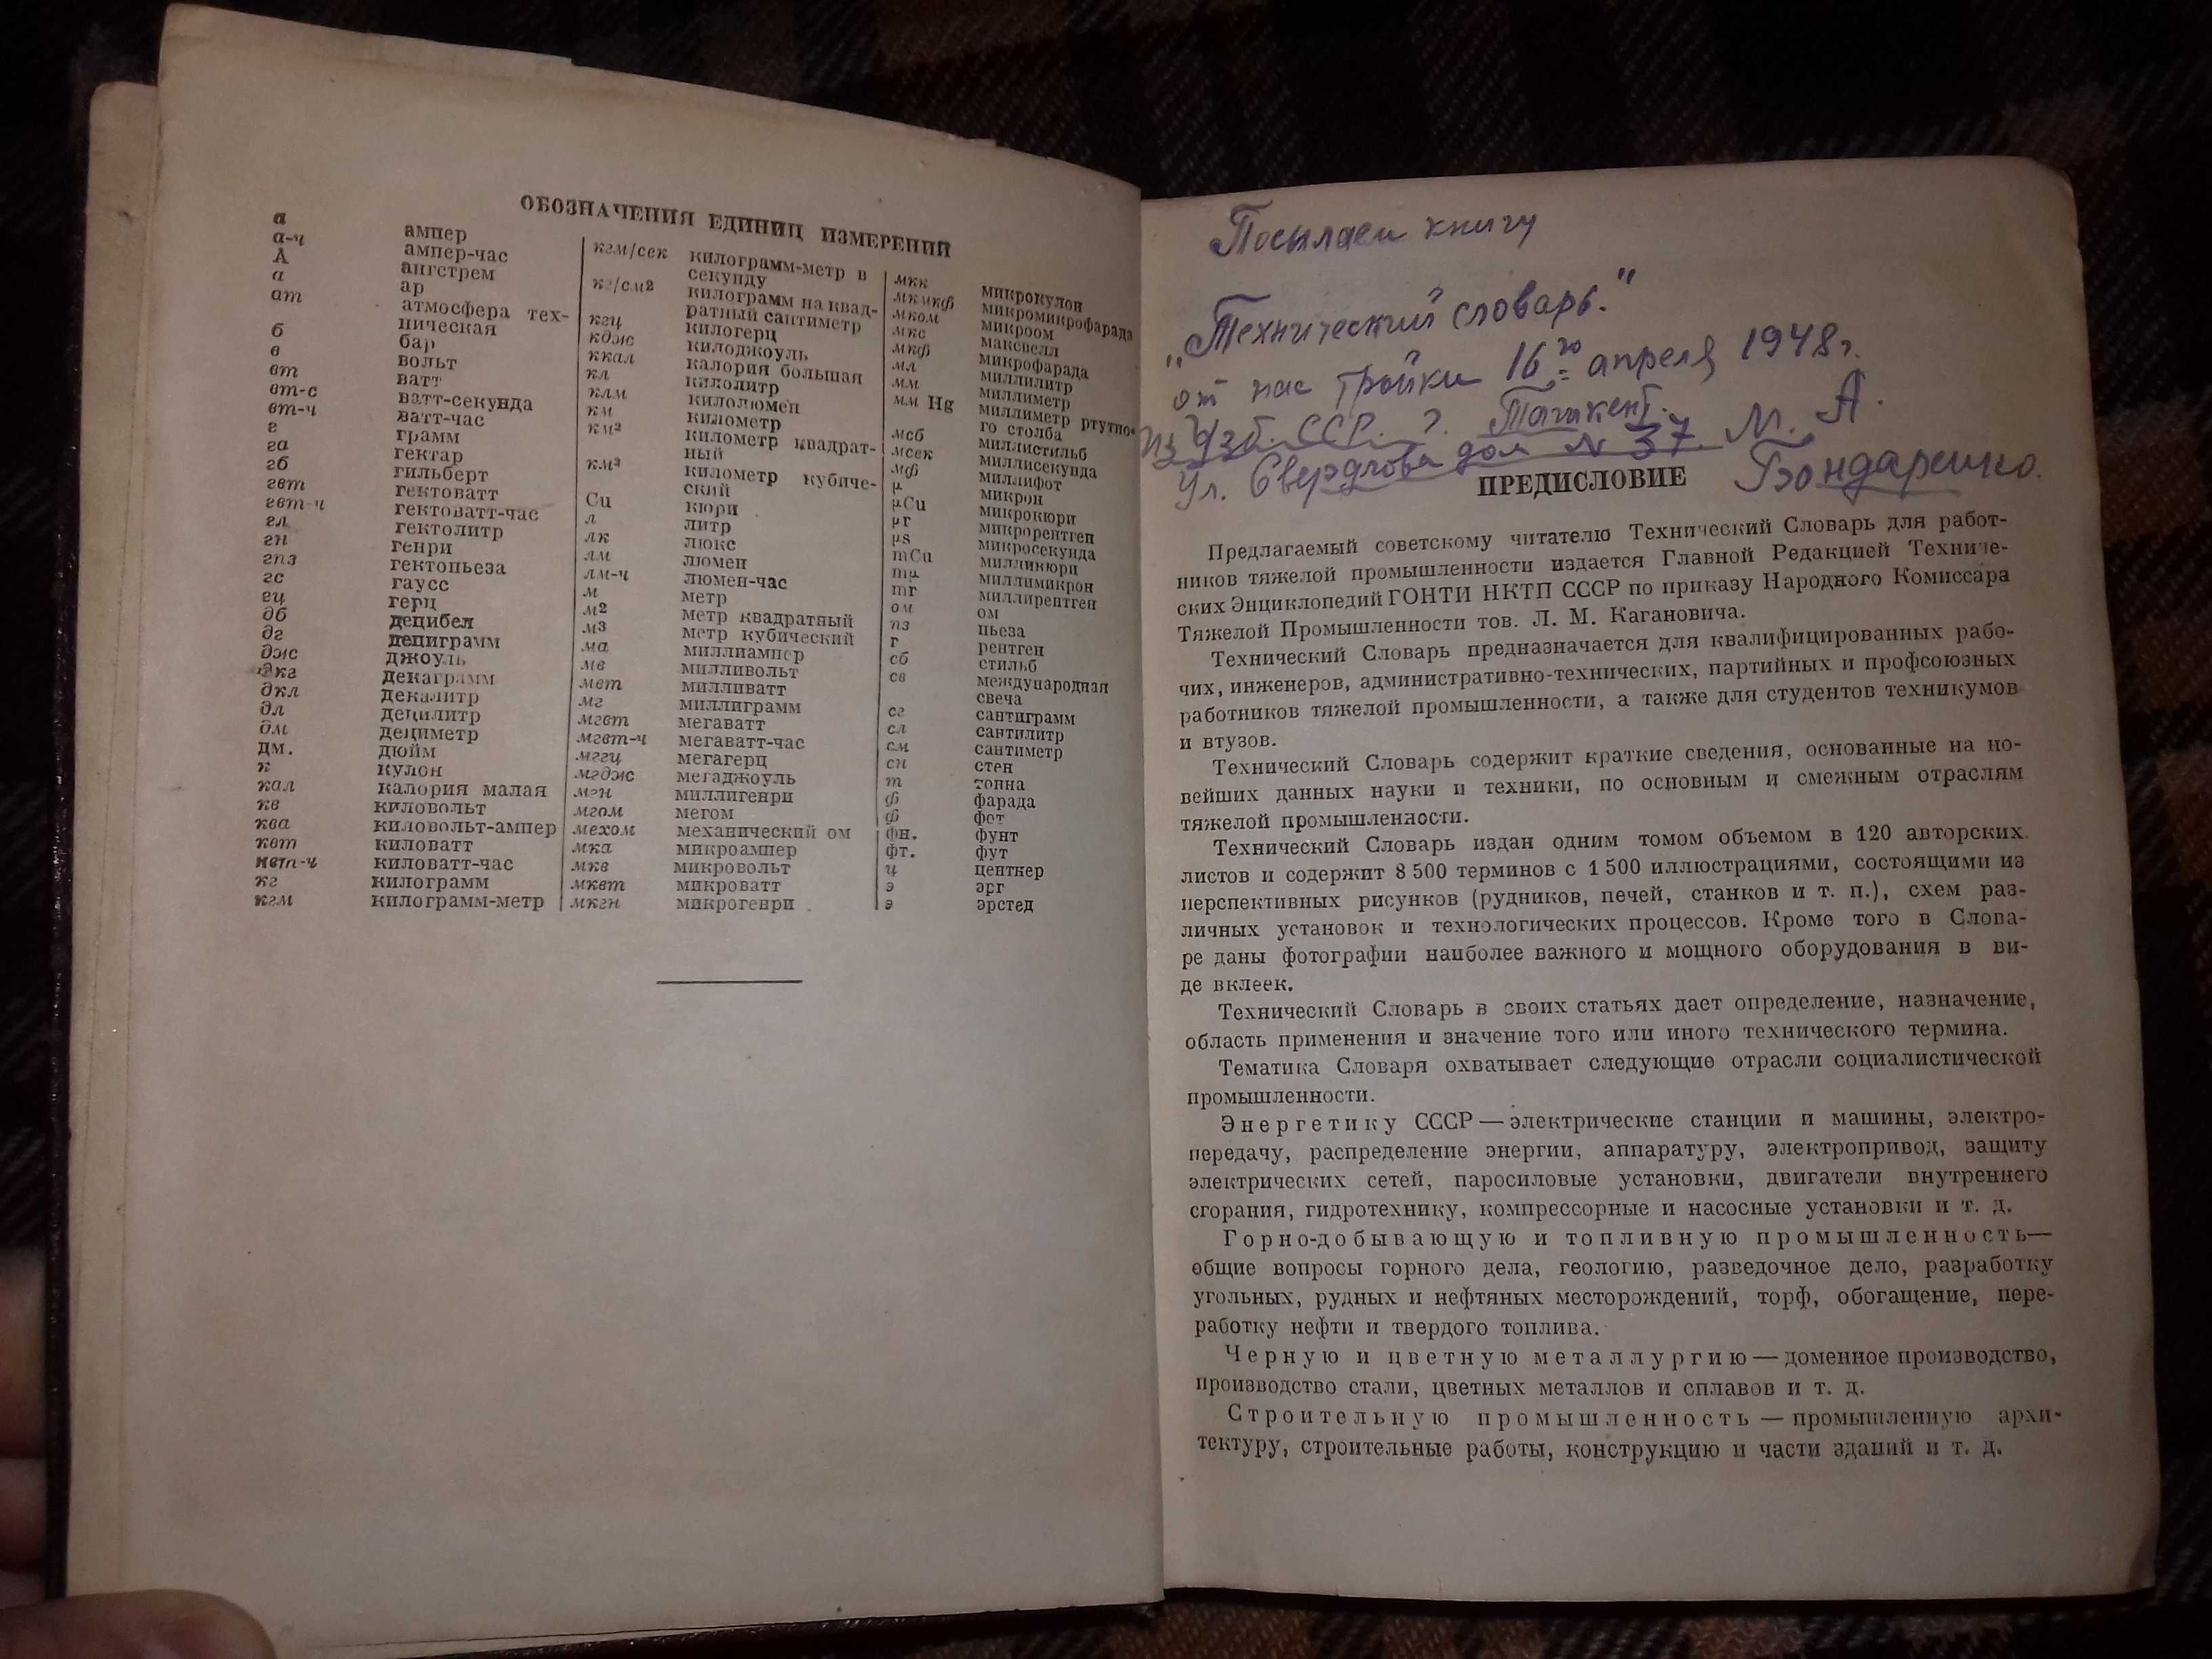 ОБОЗНАЧЕНИЯ ЕДИНИЦ ИЗМЕРЕНИЙ
а ампер
а-ч ампер-час
А ангстрем
а ар
ат атмосфера тех-
ническая
б бар
в вольт
вт ватт
вт-с ватт-секунда
вт-ч ватт-час
г грамм
га гектар
гб гильберт
гвт гектоватт
гвт-ч гектоватт-час
гл гектолитр
гн генри
гпз гектопьеза
гс гаусс
гц герц
дб децибел
дг дециграмм
дж джоуль
дкг декаграмм
дкл декалитр
дл децилитр
дм дециметр
дм. дюйм
к кулон
кал калория малая
кв киловольт
ква киловольт-ампер
квт киловатт
квт-ч киловатт-час
кг килограмм
кгм килограмм-метр
кгм/сек килограмм-метр в
секунду
кг/см² килограмм на квад-
ратный сантиметр
кгц килогерц
кдж килоджоуль
ккал калория большая
кл килолитр
клм килолюмен
км километр
км² километр квадрат-
ный
км³ километр кубиче-
ский
Cu кюри
л литр
лк люкс
лм люмен
лм-ч люмен-час
м метр
м² метр квадратный
м³ метр кубический
ма миллиампер
мв милливольт
мвт милливатт
мг миллиграмм
мгвт мегаватт
мгвт-ч мегаватт-час
мггц мегагерц
мгдж мегаджоуль
мгн миллигенри
мгом мегом
мехом механический ом
мка микроампер
мкв микровольт
мквт микроватт
мкгн микрогенри
мкк микрокулон
мкмкф микромикрофарада
мком микроом
мкс максвелл
мкф микрофарада
мл миллилитр
мм миллиметр
мм Hg миллиметр ртутно-
го столба
мсб миллистильб
мсек миллисекунда
мф миллифот
μ микрон
μCu микрокюри
μr микрорентген
μs микросекунда
mCu милликюри
mμ миллимикрон
mr миллирентген
ом ом
пз пьеза
r рентген
сб стильб
св международная
свеча
сг сантиграмм
сл сантилитр
см сантиметр
сн стен
т тонна
ф фарада
ф фот
фн. фунт
фт. фут
ц центнер
э эрг
э эрстед
Посылаем книгу
„Технический словарь."
от нас тройки 16го апреля 1948г.
Из Узб. ССР. г. Ташкент.
Ул. Свердлова дом № 37. М. А.
Бондаренко.
ПРЕДИСЛОВИЕ
Предлагаемый советскому читателю Технический Словарь для работ-
ников тяжелой промышленности издается Главной Редакцией Техниче-
ских Энциклопедий ГОНТИ НКТП СССР по приказу Народного Комиссара
Тяжелой Промышленности тов. Л. М. Кагановича.
Технический Словарь предназначается для квалифицированных рабо-
чих, инженеров, административно-технических, партийных и профсоюзных
работников тяжелой промышленности, а также для студентов техникумов
и втузов.
Технический Словарь содержит краткие сведения, основанные на но-
вейших данных науки и техники, по основным и смежным отраслям
тяжелой промышленности.
Технический Словарь издан одним томом объемом в 120 авторских
листов и содержит 8 500 терминов с 1 500 иллюстрациями, состоящими из
перспективных рисунков (рудников, печей, станков и т. п.), схем раз-
личных установок и технологических процессов. Кроме того в Слова-
ре даны фотографии наиболее важного и мощного оборудования в ви-
де вклеек.
Технический Словарь в своих статьях дает определение, назначение,
область применения и значение того или иного технического термина.
Тематика Словаря охватывает следующие отрасли социалистической
промышленности.
Энергетику СССР — электрические станции и машины, электро-
передачу, распределение энергии, аппаратуру, электропривод, защиту
электрических сетей, паросиловые установки, двигатели внутреннего
сгорания, гидротехнику, компрессорные и насосные установки и т. д.
Горно-добывающую и топливную промышленность—
общие вопросы горного дела, геологию, разведочное дело, разработку
угольных, рудных и нефтяных месторождений, торф, обогащение, пере-
работку нефти и твердого топлива.
Черную и цветную металлургию — доменное производство,
производство стали, цветных металлов и сплавов и т. д.
Строительную промышленность — промышленную архи-
тектуру, строительные работы, конструкцию и части зданий и т. д.